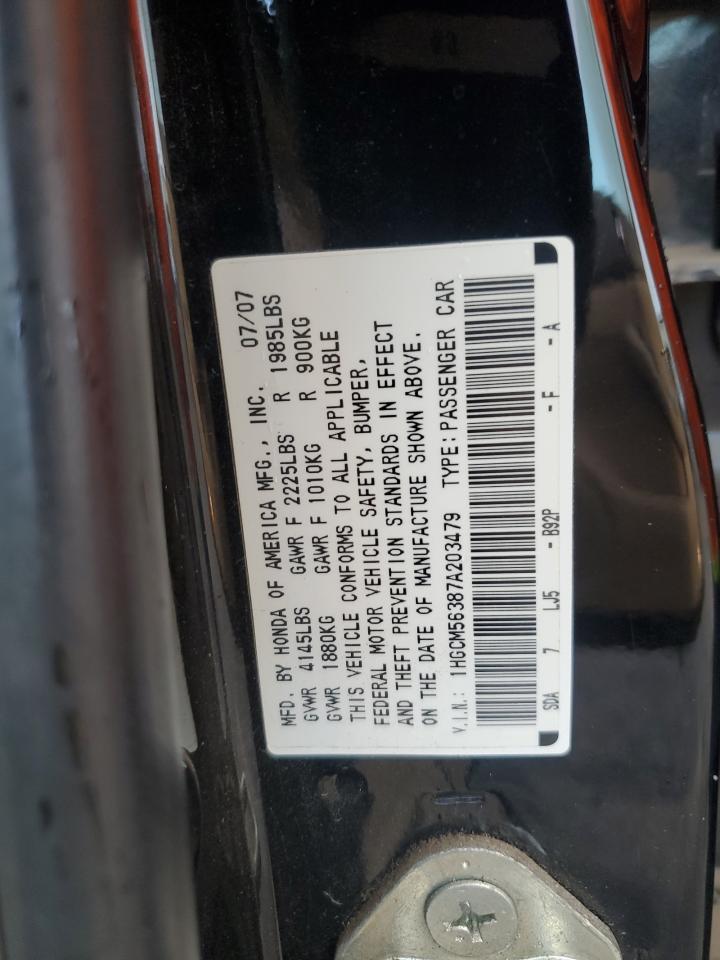 MFD. BY HONDA OF AMERICA MFG., INC. 07/07
GVWR 4145LBS GAWR F 2225LBS R 1985LBS
GVWR 1880KG GAWR F 1010KG R 900KG
THIS VEHICLE CONFORMS TO ALL APPLICABLE
FEDERAL MOTOR VEHICLE SAFETY, BUMPER,
AND THEFT PREVENTION STANDARDS IN EFFECT
ON THE DATE OF MANUFACTURE SHOWN ABOVE.
V.I.N.: 1HGCM56387A203479 TYPE:PASSENGER CAR
SDA 7 LJ5 - B92P - F - A